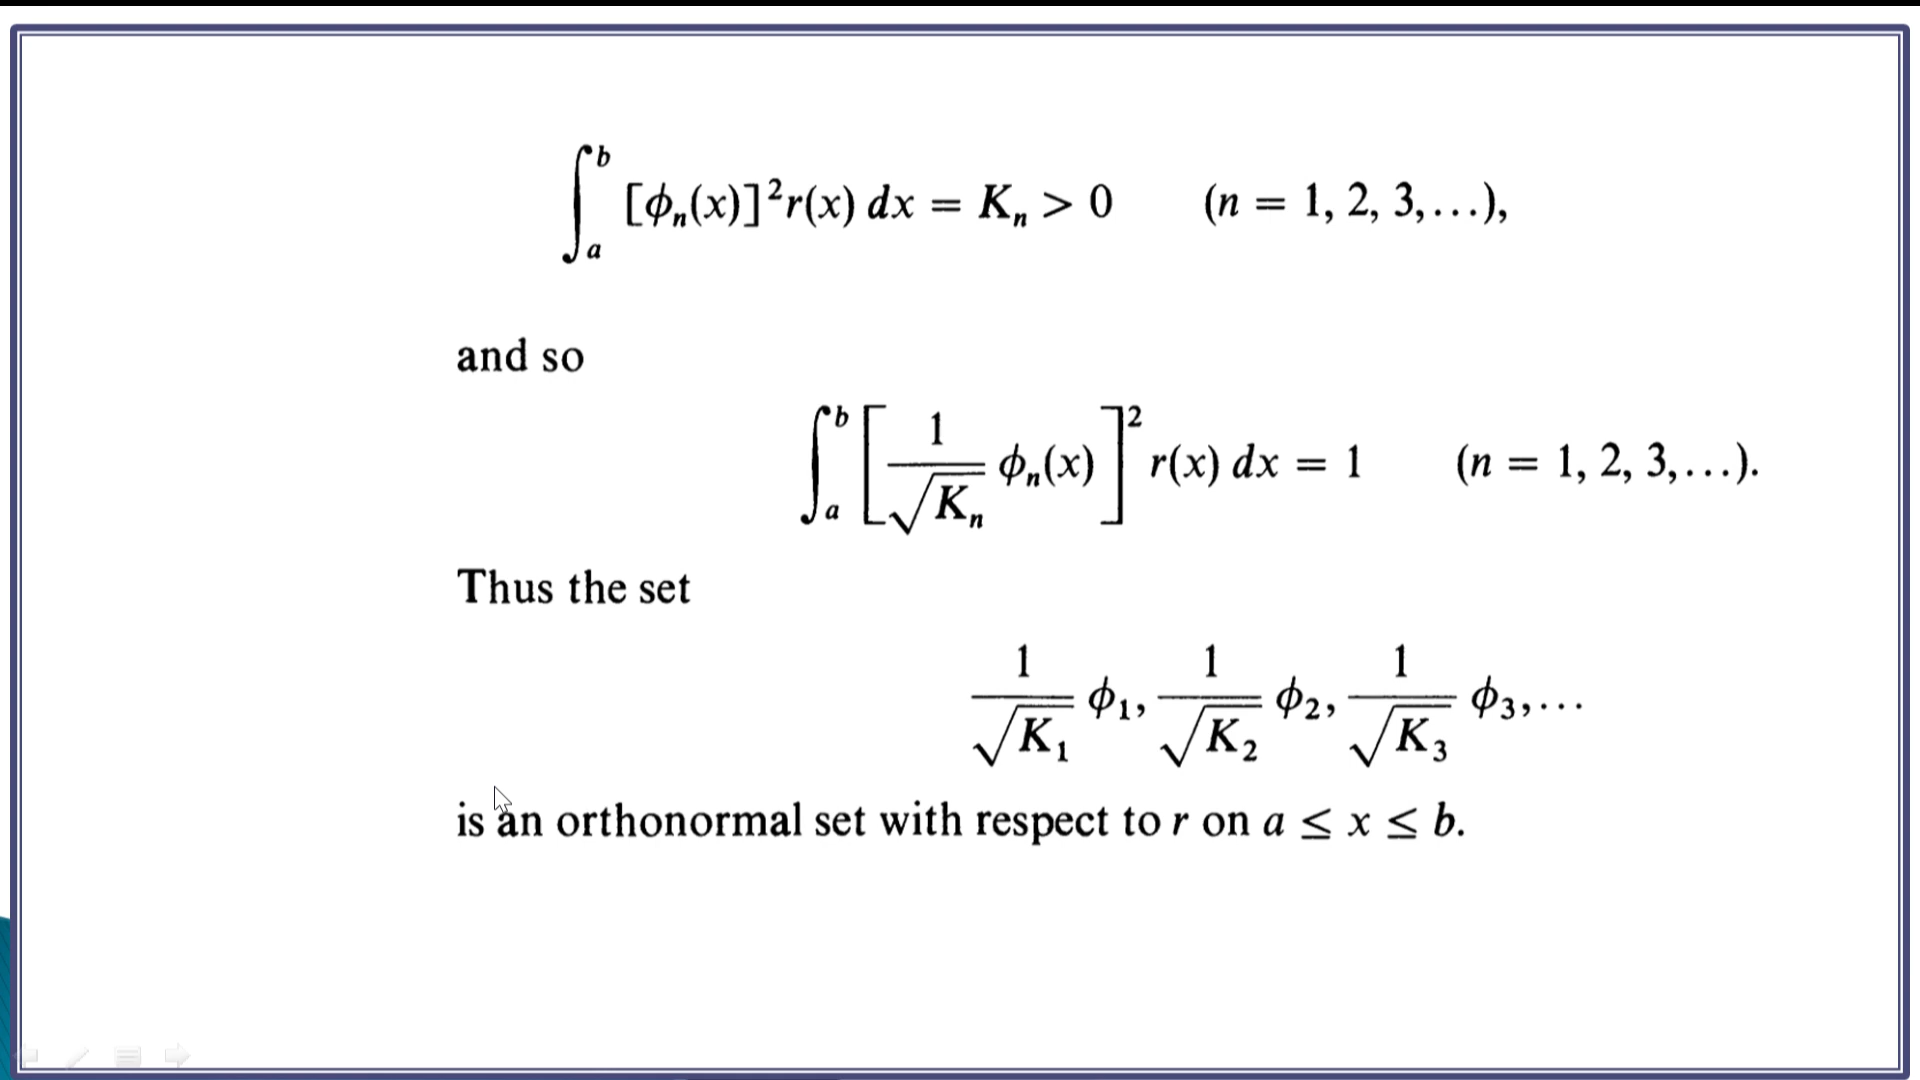 ∫_a^b [ϕ_n(x)]² r(x) dx = K_n > 0 (n = 1, 2, 3,...),
and so
∫_a^b [1/√K_n ϕ_n(x)]² r(x) dx = 1 (n = 1, 2, 3,...).
Thus the set
1/√K_1 ϕ_1, 1/√K_2 ϕ_2, 1/√K_3 ϕ_3,...
is an orthonormal set with respect to r on a ≤ x ≤ b.